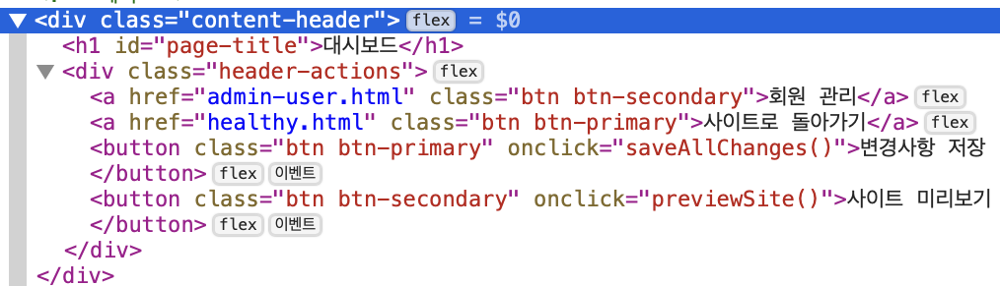 ▼<div class="content-header"> flex = $0
<h1 id="page-title">대시보드</h1>
▼<div class="header-actions"> flex
<a href="admin-user.html" class="btn btn-secondary">회원 관리</a> flex
<a href="healthy.html" class="btn btn-primary">사이트로 돌아가기</a> flex
<button class="btn btn-primary" onclick="saveAllChanges()">변경사항 저장
</button> flex 이벤트
<button class="btn btn-secondary" onclick="previewSite()">사이트 미리보기
</button> flex 이벤트
</div>
</div>